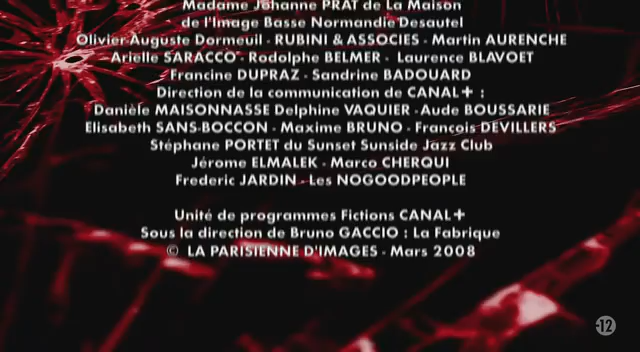 Madame Johanne PRAT de La Maison
de l'Image Basse Normandie Desautel
Olivier Auguste Dormeuil - RUBINI & ASSOCIES - Martin AURENCHE
Arielle SARACCO - Rodolphe BELMER - Laurence BLAVOET
Francine DUPRAZ - Sandrine BADOUARD
Direction de la communication de CANAL+ :
Danièle MAISONNASSE Delphine VAQUIER - Aude BOUSSARIE
Elisabeth SANS-BOCCON - Maxime BRUNO - François DEVILLERS
Stéphane PORTET du Sunset Sunside Jazz Club
Jérome ELMALEK - Marco CHERQUI
Frederic JARDIN - Les NOGOODPEOPLE
Unité de programmes Fictions CANAL+
Sous la direction de Bruno GACCIO : La Fabrique
© LA PARISIENNE D'IMAGES - Mars 2008
-12